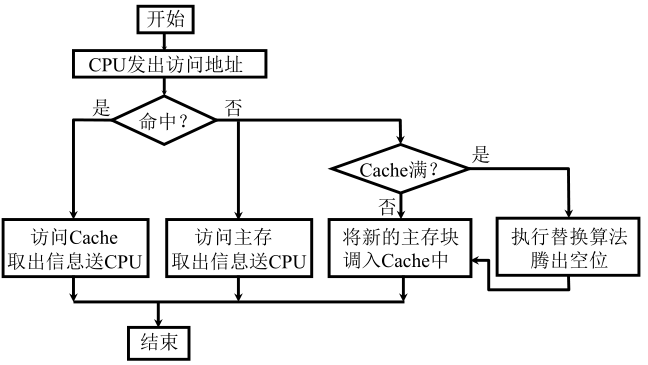 开始
CPU发出访问地址
是
命中？
否
Cache满？
是
否
访问Cache
取出信息送CPU
访问主存
取出信息送CPU
将新的主存块
调入Cache中
执行替换算法
腾出空位
结束